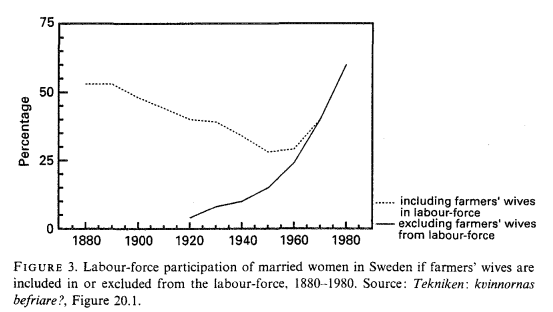 75
50
25
0
Percentage
1880 1900 1920 1940 1960 1980
including farmers' wives
in labour-force
excluding farmers' wives
from labour-force
FIGURE 3. Labour-force participation of married women in Sweden if farmers' wives are
included in or excluded from the labour-force, 1880–1980. Source: Tekniken: kvinnornas
befriare?, Figure 20.1.